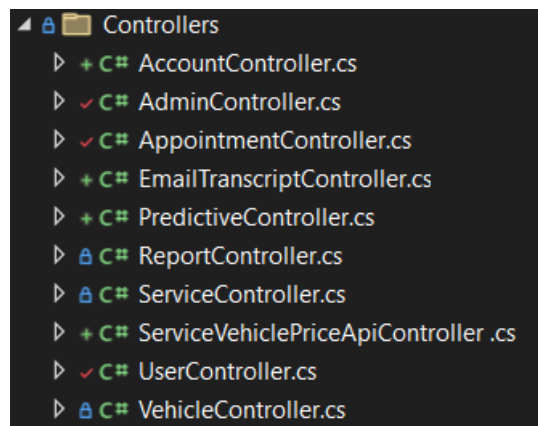 Controllers
C# AccountController.cs
C# AdminController.cs
C# AppointmentController.cs
C# EmailTranscriptController.cs
C# PredictiveController.cs
C# ReportController.cs
C# ServiceController.cs
C# ServiceVehiclePriceApiController .cs
C# UserController.cs
C# VehicleController.cs